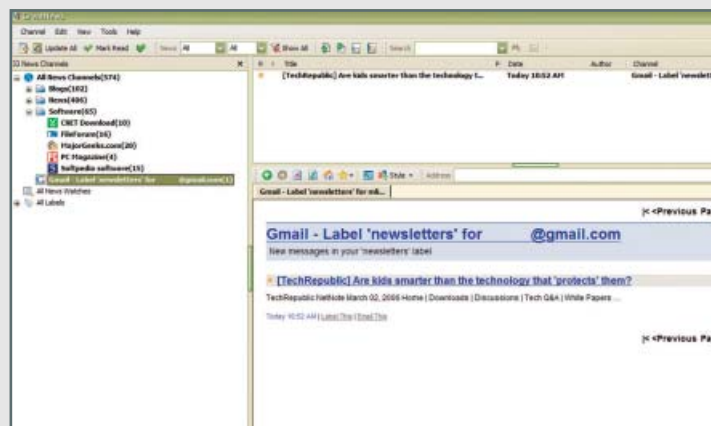 GreatNews
Channel Edit View Tools Help
Update All Mark Read News All All Show All Search
News Channels
All News Channels(574)
Blogs(102)
News(406)
Software(65)
CNET Download(10)
FileForum(16)
MajorGeeks.com(20)
PC Magazine(4)
Softpedia software(15)
Gmail - Label 'newsletters' for @gmail.com(1)
All News Watches
All Labels
Title P Date Author Channel
[TechRepublic] Are kids smarter than the technology t... Today 10:52 AM Gmail - Label 'newslett
Style Address
Gmail - Label 'newsletters' for mil...
|< <Previous Pa
Gmail - Label 'newsletters' for @gmail.com
New messages in your 'newsletters' label
[TechRepublic] Are kids smarter than the technology that 'protects' them?
TechRepublic NetNote March 02, 2006 Home | Downloads | Discussions | Tech Q&A | White Papers ...
Today 10:52 AM | Label This | Email This
|< <Previous Pa